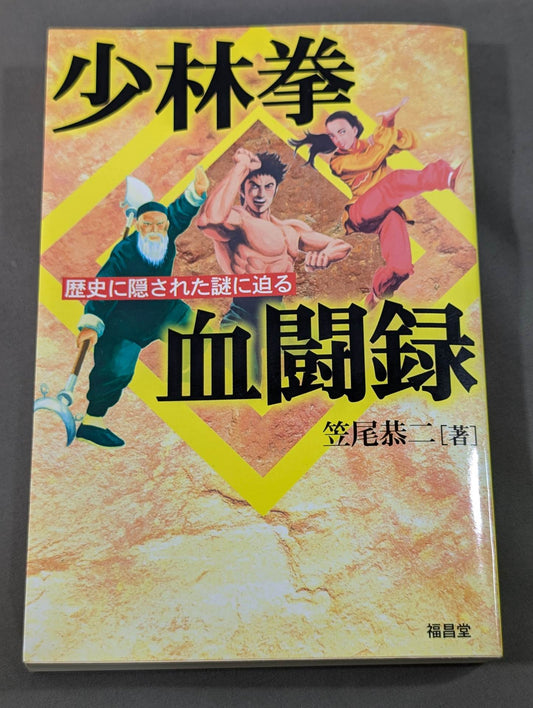 少林拳
歴史に隠された謎に迫る
血闘録
笠尾恭二[著]
福昌堂